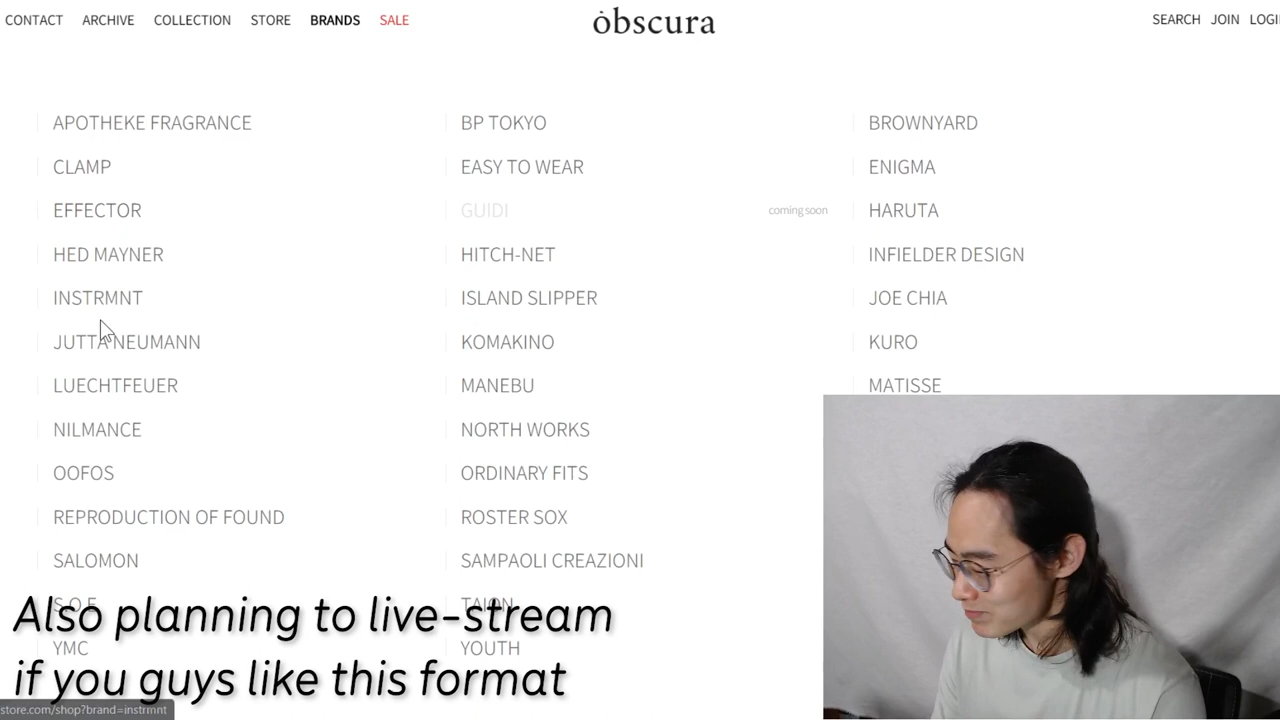 CONTACT ARCHIVE COLLECTION STORE BRANDS SALE òbscura SEARCH JOIN LOGI
APOTHEKE FRAGRANCE BP TOKYO BROWNYARD
CLAMP EASY TO WEAR ENIGMA
EFFECTOR GUIDI coming soon HARUTA
HED MAYNER HITCH-NET INFIELDER DESIGN
INSTRMNT ISLAND SLIPPER JOE CHIA
JUTTA NEUMANN KOMAKINO KURO
LUECHTFEUER MANEBU MATISSE
NILMANCE NORTH WORKS
OOFOS ORDINARY FITS
REPRODUCTION OF FOUND ROSTER SOX
SALOMON SAMPAOLI CREAZIONI
S.O.F. TAION
Also planning to live-stream
YMC YOUTH
if you guys like this format
store.com/shop?brand=instrmnt